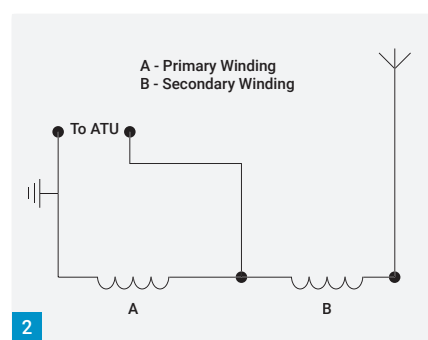 A - Primary Winding
B - Secondary Winding
To ATU
A
B
2